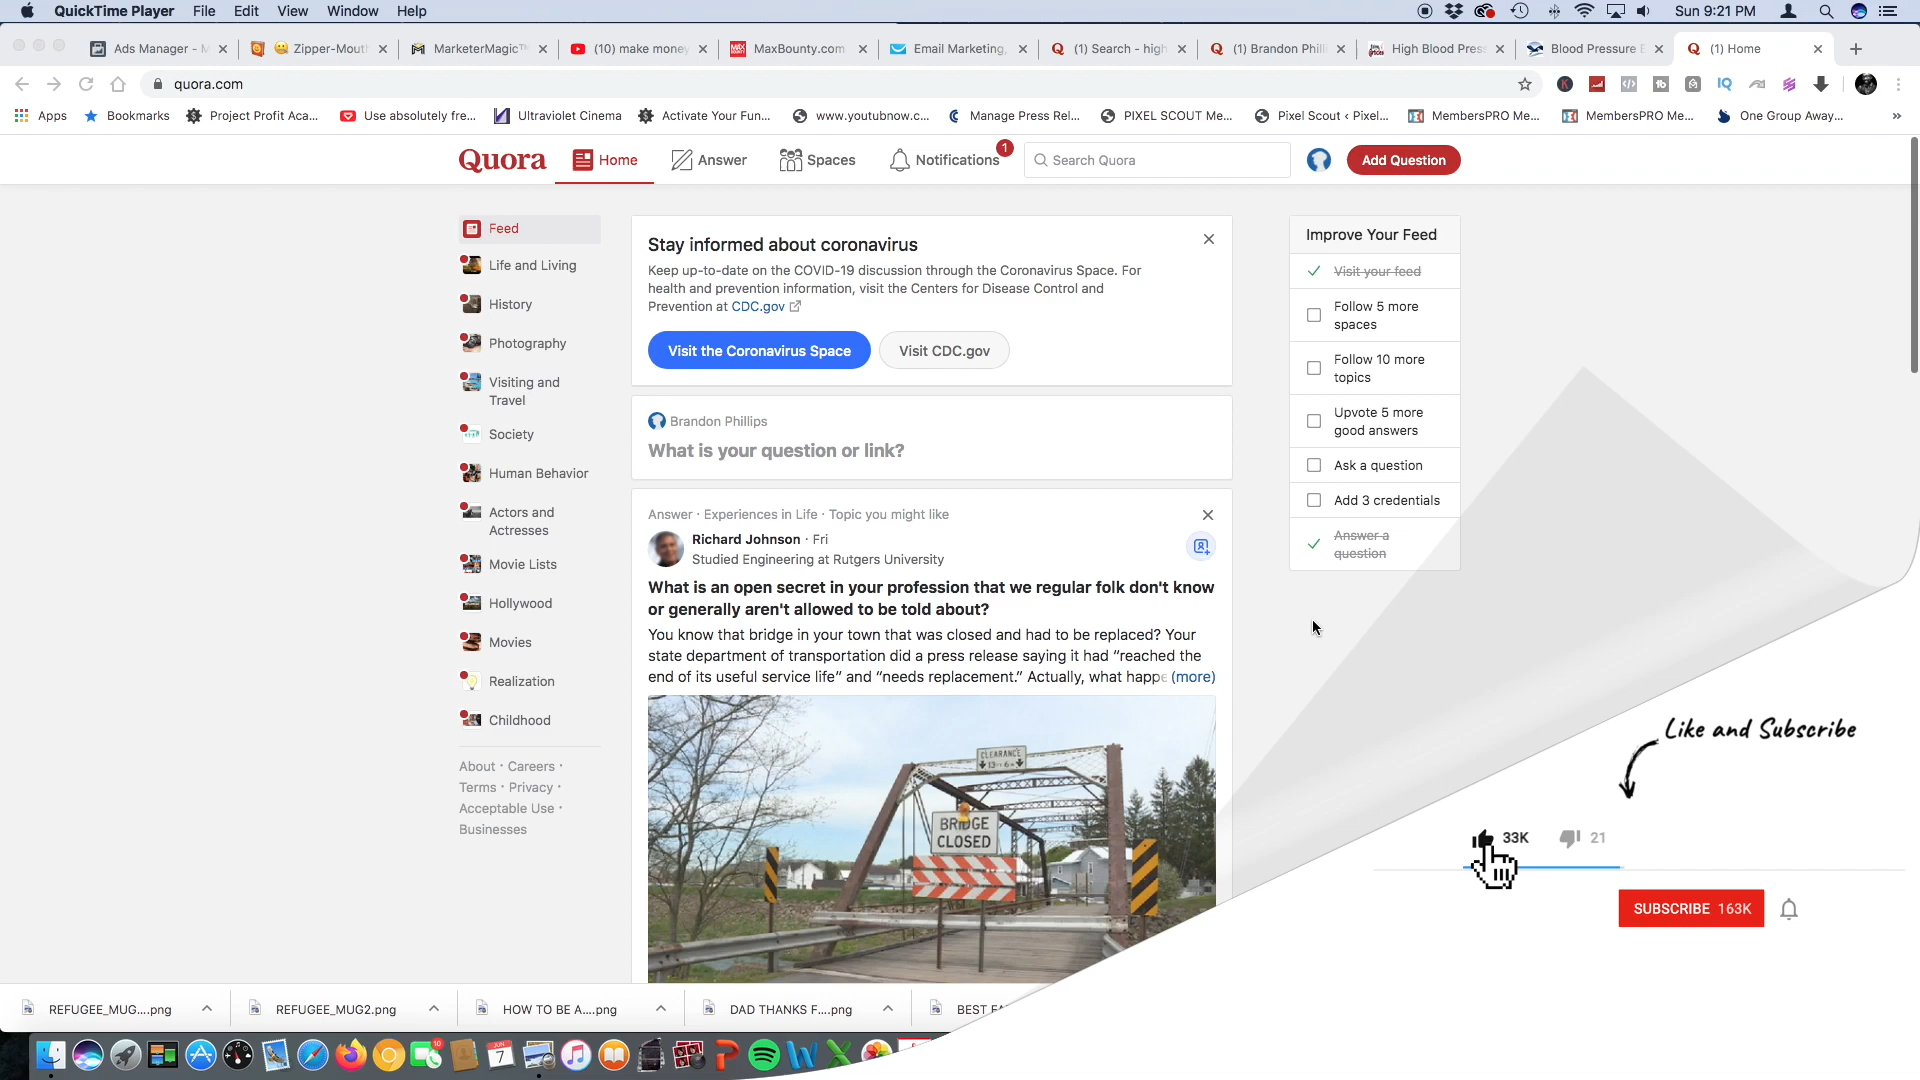 QuickTime Player File Edit View Window Help
Sun 9:21 PM
Ads Manager - M
Zipper-Mouth
MarketerMagic™
(10) make money
MaxBounty.com
Email Marketing,
(1) Search - high
(1) Brandon Phill
High Blood Press
Blood Pressure E
(1) Home
quora.com
Apps
Bookmarks
Project Profit Aca...
Use absolutely fre...
Ultraviolet Cinema
Activate Your Fun...
www.youtubnow.c...
Manage Press Rel...
PIXEL SCOUT Me...
Pixel Scout ‹ Pixel...
MembersPRO Me...
MembersPRO Me...
One Group Away...
Quora
Home
Answer
Spaces
Notifications
1
Search Quora
Add Question
Feed
Life and Living
History
Photography
Visiting and
Travel
Society
Human Behavior
Actors and
Actresses
Movie Lists
Hollywood
Movies
Realization
Childhood
About · Careers ·
Terms · Privacy ·
Acceptable Use ·
Businesses
Stay informed about coronavirus
Keep up-to-date on the COVID-19 discussion through the Coronavirus Space. For
health and prevention information, visit the Centers for Disease Control and
Prevention at CDC.gov
Visit the Coronavirus Space
Visit CDC.gov
Brandon Phillips
What is your question or link?
Answer · Experiences in Life · Topic you might like
Richard Johnson · Fri
Studied Engineering at Rutgers University
What is an open secret in your profession that we regular folk don't know
or generally aren't allowed to be told about?
You know that bridge in your town that was closed and had to be replaced? Your
state department of transportation did a press release saying it had “reached the
end of its useful service life” and “needs replacement.” Actually, what happe (more)
CLEARANCE
13 FT 6 IN
BRIDGE
CLOSED
Improve Your Feed
Visit your feed
Follow 5 more
spaces
Follow 10 more
topics
Upvote 5 more
good answers
Ask a question
Add 3 credentials
Answer a
question
Like and Subscribe
33K
21
SUBSCRIBE 163K
REFUGEE_MUG....png
REFUGEE_MUG2.png
HOW TO BE A....png
DAD THANKS F....png
BEST FA
10
JUN
7